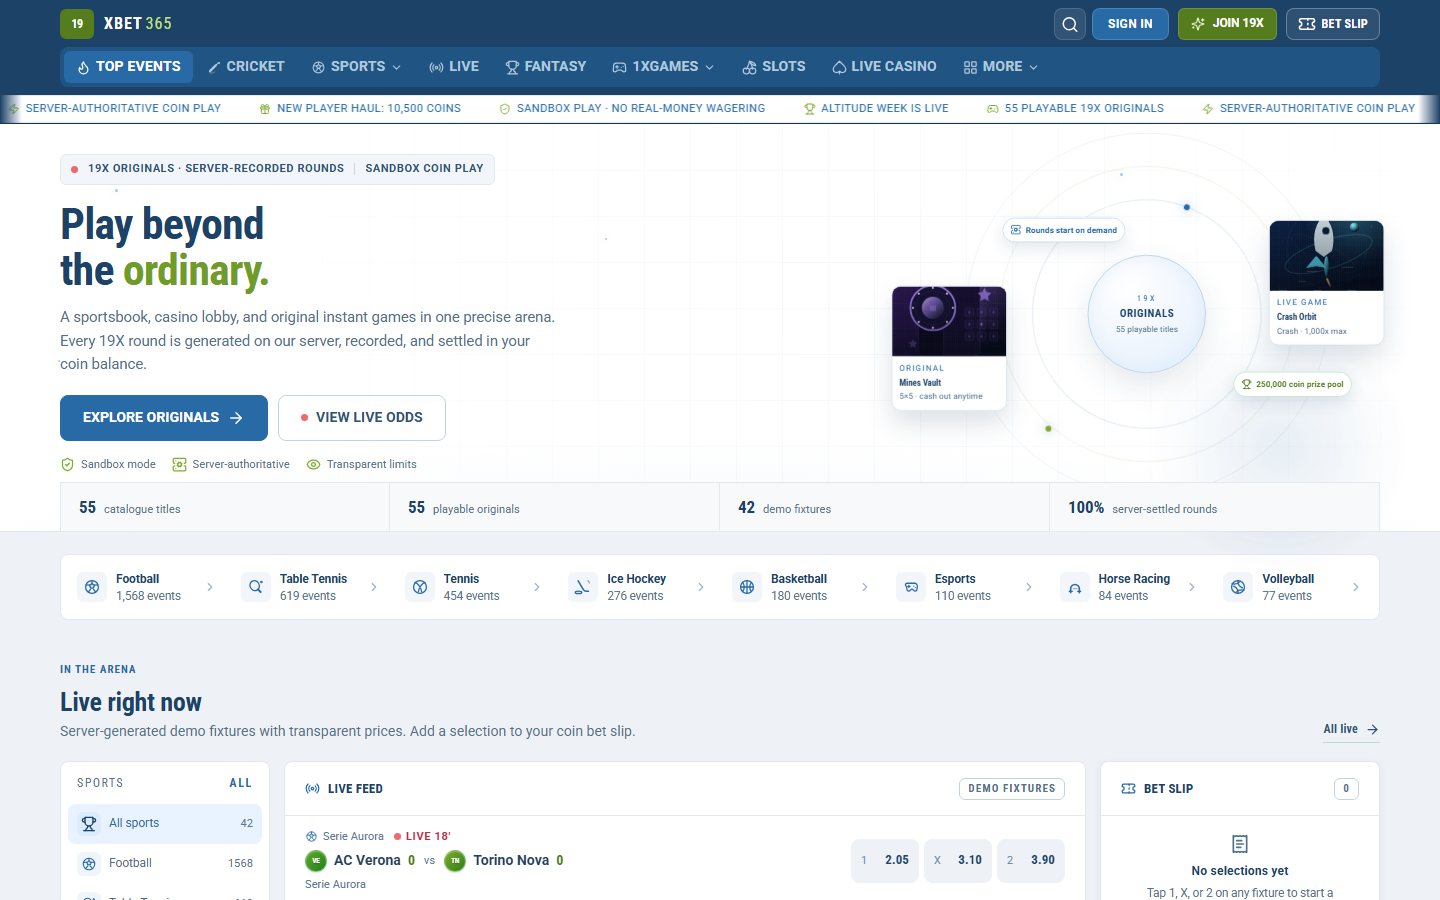 19 XBET 365
SIGN IN
JOIN 19X
BET SLIP
TOP EVENTS
CRICKET
SPORTS
LIVE
FANTASY
1XGAMES
SLOTS
LIVE CASINO
MORE
SERVER-AUTHORITATIVE COIN PLAY
NEW PLAYER HAUL: 10,500 COINS
SANDBOX PLAY · NO REAL-MONEY WAGERING
ALTITUDE WEEK IS LIVE
55 PLAYABLE 19X ORIGINALS
SERVER-AUTHORITATIVE COIN PLAY
19X ORIGINALS · SERVER-RECORDED ROUNDS
SANDBOX COIN PLAY
Play beyond
the ordinary.
A sportsbook, casino lobby, and original instant games in one precise arena.
Every 19X round is generated on our server, recorded, and settled in your
coin balance.
EXPLORE ORIGINALS
VIEW LIVE ODDS
Sandbox mode
Server-authoritative
Transparent limits
Rounds start on demand
ORIGINAL
Mines Vault
5×5 · cash out anytime
19X
ORIGINALS
55 playable titles
LIVE GAME
Crash Orbit
Crash · 1,000x max
250,000 coin prize pool
55 catalogue titles
55 playable originals
42 demo fixtures
100% server-settled rounds
Football
1,568 events
Table Tennis
619 events
Tennis
454 events
Ice Hockey
276 events
Basketball
180 events
Esports
110 events
Horse Racing
84 events
Volleyball
77 events
IN THE ARENA
Live right now
Server-generated demo fixtures with transparent prices. Add a selection to your coin bet slip.
All live
SPORTS ALL
All sports 42
Football 1568
LIVE FEED
DEMO FIXTURES
Serie Aurora LIVE 18'
VE AC Verona 0 vs TN Torino Nova 0
Serie Aurora
1 2.05
X 3.10
2 3.90
BET SLIP 0
No selections yet
Tap 1, X, or 2 on any fixture to start a